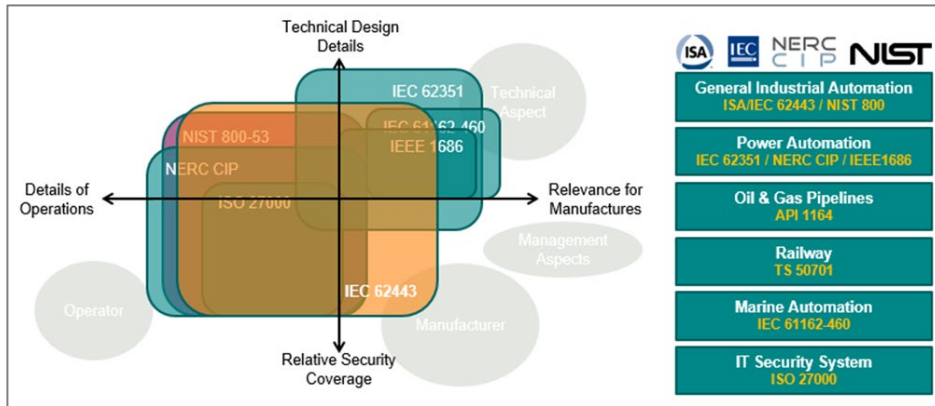 Technical Design
Details
IEC 62351
Technical
Aspect
IEC 61162-460
IEEE 1686
NIST 800-53
NERC CIP
ISO 27000
Details of
Operations
Relevance for
Manufactures
Management
Aspects
IEC 62443
Operator
Manufacturer
Relative Security
Coverage
ISA
IEC
NERC
CIP
NIST
General Industrial Automation
ISA/IEC 62443 / NIST 800
Power Automation
IEC 62351 / NERC CIP / IEEE1686
Oil & Gas Pipelines
API 1164
Railway
TS 50701
Marine Automation
IEC 61162-460
IT Security System
ISO 27000